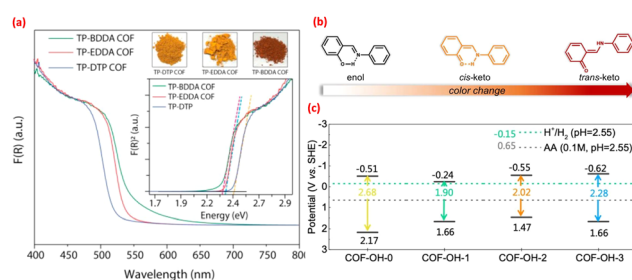 (a)
TP-BDDA COF
TP-EDDA COF
TP-DTP COF
TP-DTP COF
TP-EDDA COF
TP-BDDA COF
TP-BDDA COF
TP-EDDA COF
TP-DTP
F(R)² (a.u.)
1.7 2.1 2.5 2.9
Energy (eV)
F(R) (a.u.)
400 450 500 550 600 650 700 750 800
Wavelength (nm)
(b)
O H N
O H N
O HN
enol cis-keto trans-keto
color change
(c)
Potential (V vs. SHE)
-3
-2
-1
0
1
2
3
-0.15 H⁺/H₂ (pH=2.55)
0.65 AA (0.1M, pH=2.55)
-0.51 -0.24 -0.55 -0.62
2.68 1.90 2.02 2.28
2.17 1.66 1.47 1.66
COF-OH-0 COF-OH-1 COF-OH-2 COF-OH-3